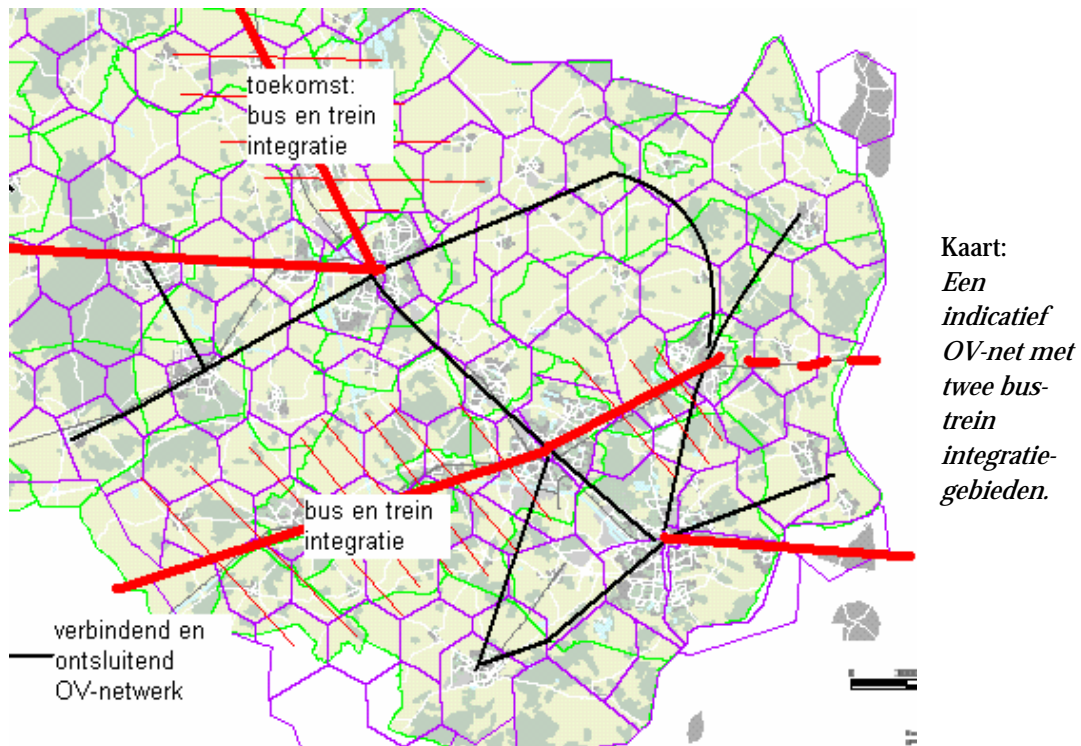 toekomst:
bus en trein
integratie
bus en trein
integratie
verbindend en
ontsluitend
OV-netwerk
Kaart:
Een
indicatief
OV-net met
twee bus-
trein
integratie-
gebieden.